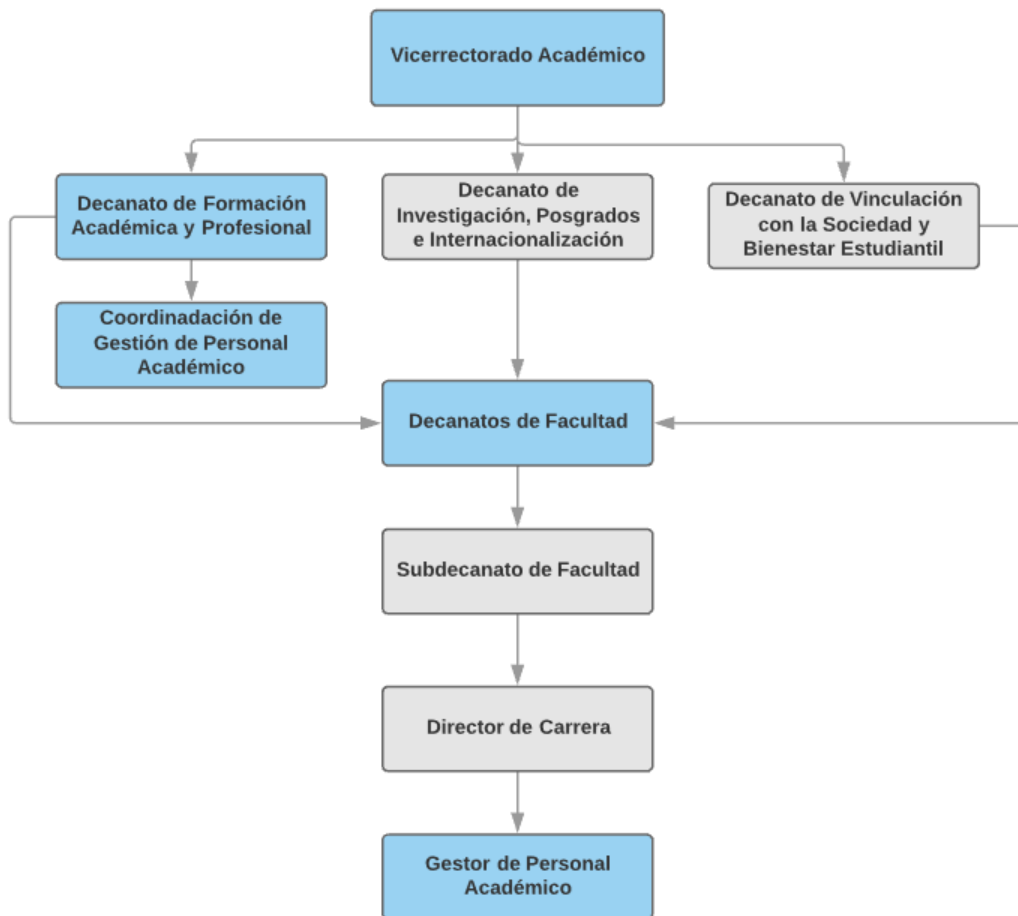 Vicerrectorado Académico
Decanato de Formación
Académica y Profesional
Decanato de
Investigación, Posgrados
e Internacionalización
Decanato de Vinculación
con la Sociedad y
Bienestar Estudiantil
Coordinadación de
Gestión de Personal
Académico
Decanatos de Facultad
Subdecanato de Facultad
Director de Carrera
Gestor de Personal
Académico